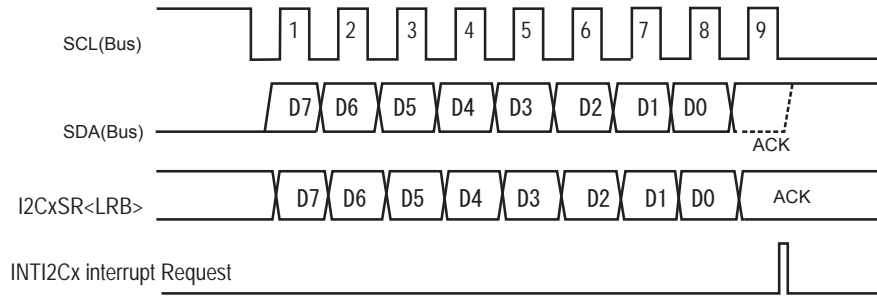 SCL(Bus) 1 2 3 4 5 6 7 8 9
SDA(Bus) D7 D6 D5 D4 D3 D2 D1 D0
ACK
I2CxSR<LRB> D7 D6 D5 D4 D3 D2 D1 D0 ACK
INTI2Cx interrupt Request